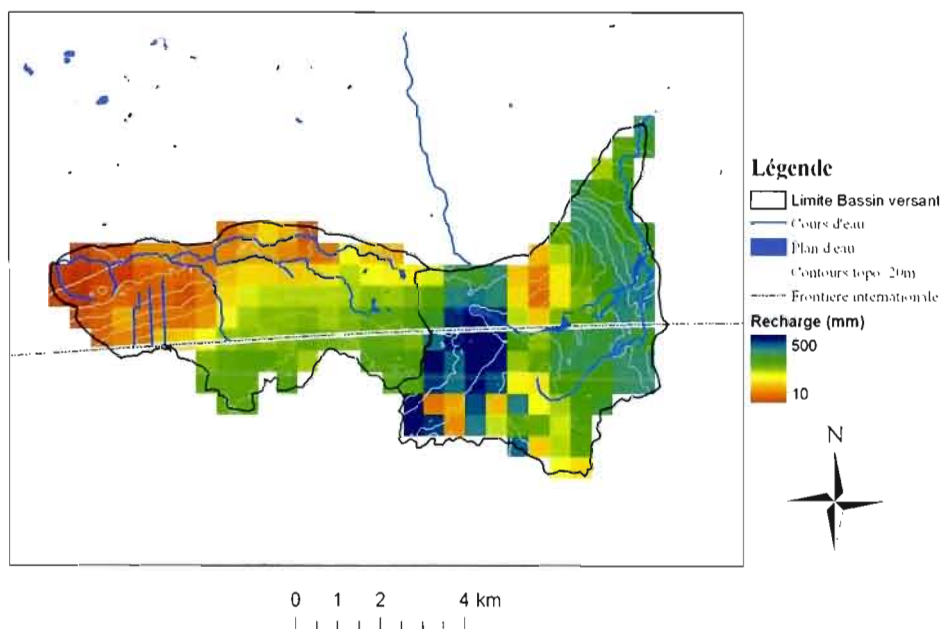 Légende
Limite Bassin versant
Cours d'eau
Plan d'eau
Contours topo. 20m
Frontière internationale
Recharge (mm)
500
10
N
0 1 2 4 km